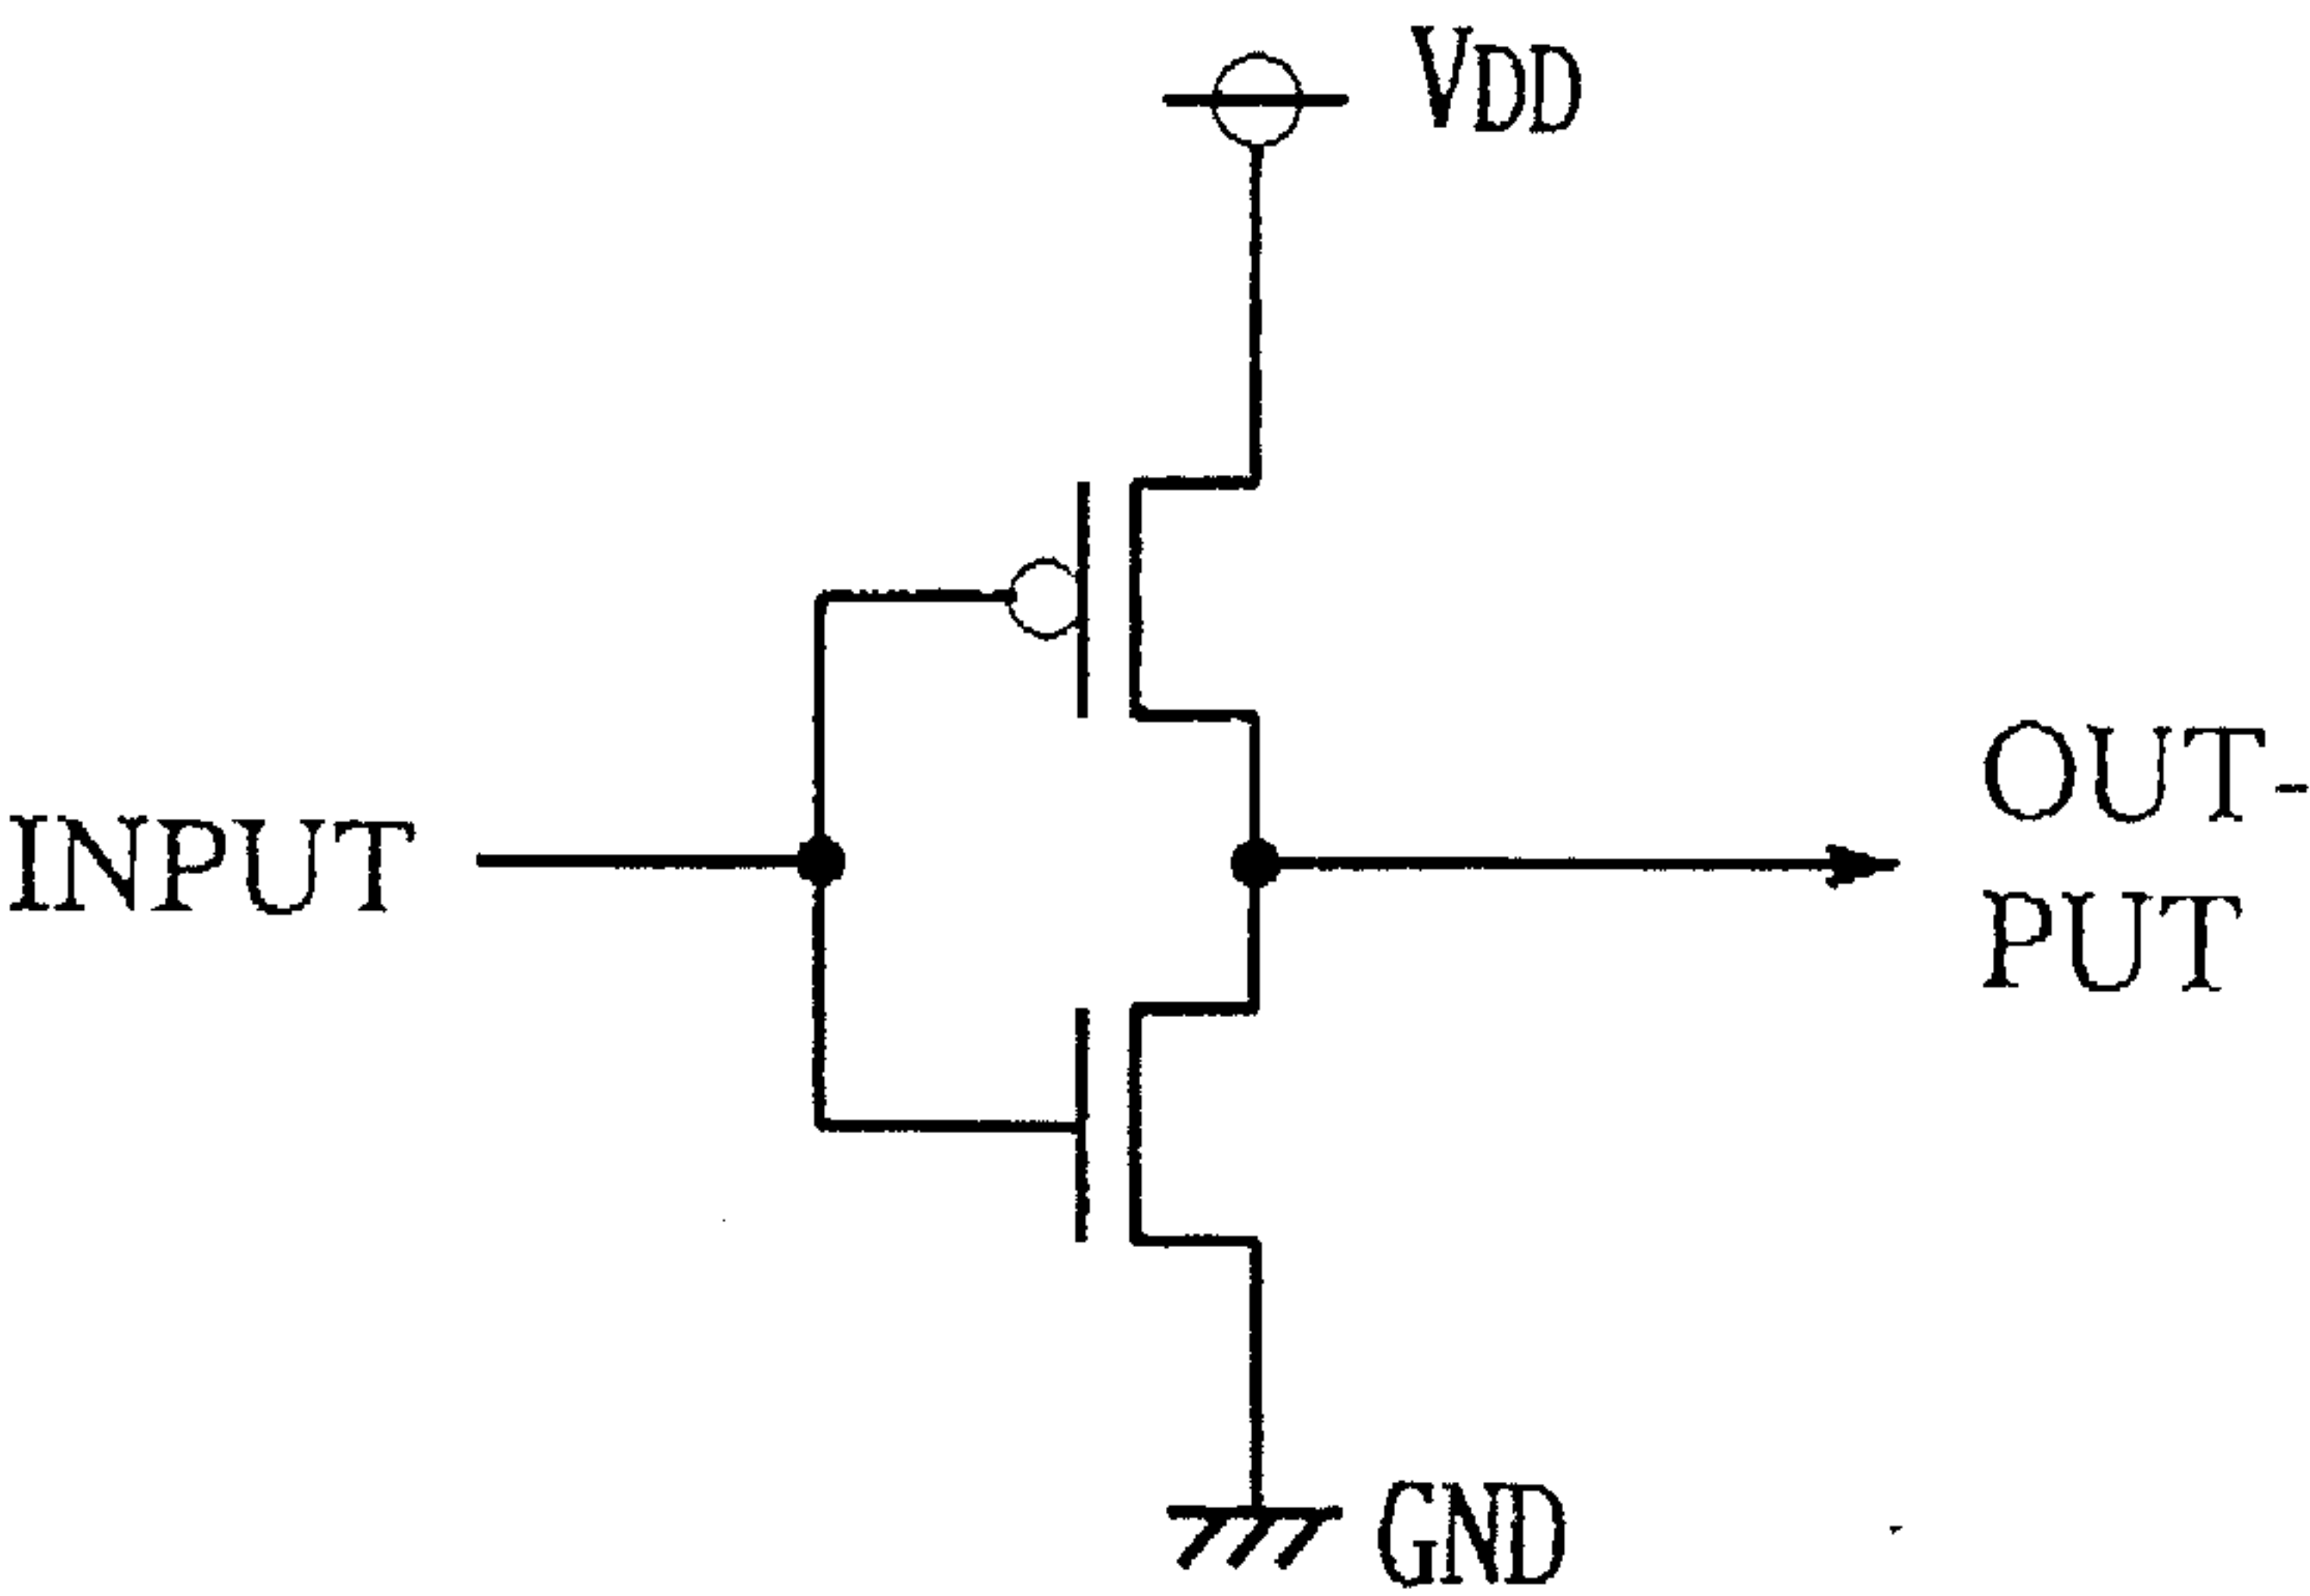 VDD
INPUT
OUT-
PUT
GND